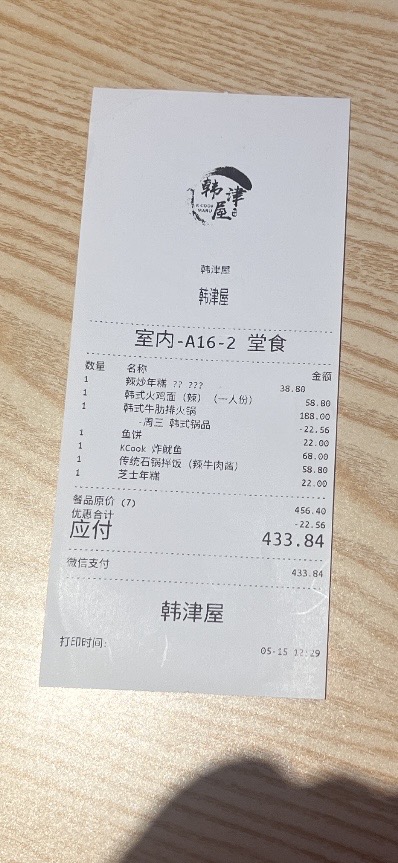 韩津屋
KCOOK
MARU
韩津屋
韩津屋
室内-A16-2 堂食
数量 名称 金额
1 辣炒年糕 ?? ??? 38.80
1 韩式火鸡面（辣）（一人份） 58.80
1 韩式牛肋排火锅 188.00
-周三 韩式锅品 -22.56
1 鱼饼 22.00
1 KCook 炸鱿鱼 68.00
1 传统石锅拌饭（辣牛肉酱） 58.80
1 芝士年糕 22.00
餐品原价 (7) 456.40
优惠合计 -22.56
应付 433.84
微信支付 433.84
韩津屋
打印时间: 05-15 12:29